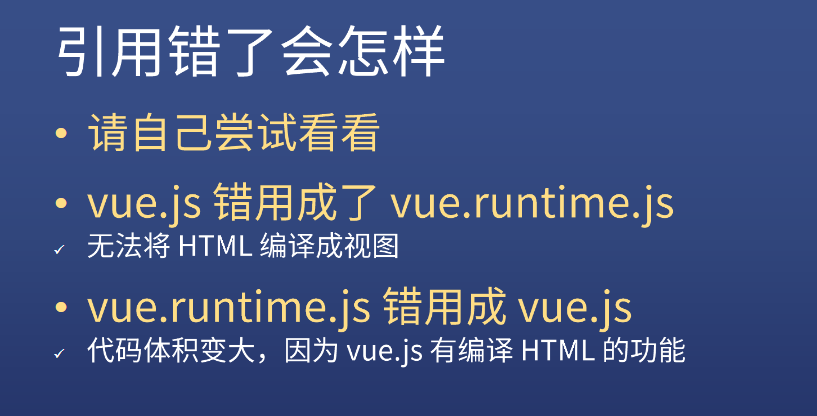 引用错了会怎样
• 请自己尝试看看
• vue.js 错用成了 vue.runtime.js
✓ 无法将 HTML 编译成视图
• vue.runtime.js 错用成 vue.js
✓ 代码体积变大，因为 vue.js 有编译 HTML 的功能